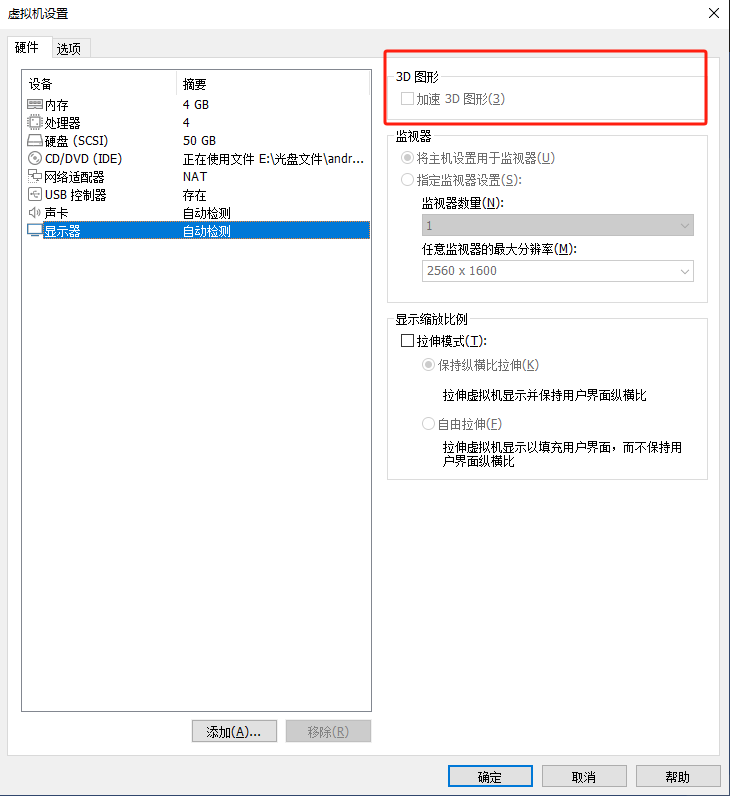 虚拟机设置
硬件 选项
设备 摘要
内存 4 GB
处理器 4
硬盘 (SCSI) 50 GB
CD/DVD (IDE) 正在使用文件 E:\光盘文件\andr...
网络适配器 NAT
USB 控制器 存在
声卡 自动检测
显示器 自动检测
添加(A)... 移除(R)
3D 图形
加速 3D 图形(3)
监视器
将主机设置用于监视器(U)
指定监视器设置(S):
监视器数量(N):
1
任意监视器的最大分辨率(M):
2560 x 1600
显示缩放比例
拉伸模式(T):
保持纵横比拉伸(K)
拉伸虚拟机显示并保持用户界面纵横比
自由拉伸(F)
拉伸虚拟机显示以填充用户界面，而不保持用
户界面纵横比
确定 取消 帮助